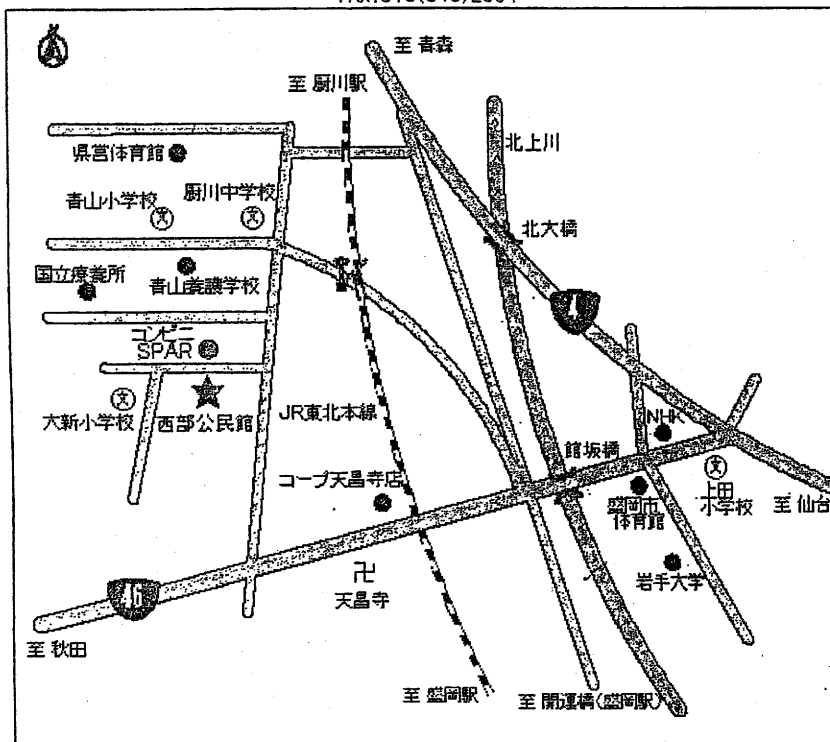 至 青森
至 厨川駅
県営体育館
北上川
青山小学校
厨川中学校
北大橋
国立療養所
青山養護学校
コンビニ
SPAR
大新小学校
西部公民館
JR東北本線
NHK
館坂橋
コープ天昌寺店
盛岡市
体育館
上田
小学校
至 仙台
岩手大学
天昌寺
46
至 秋田
至 盛岡駅
至 開運橋(盛岡駅)